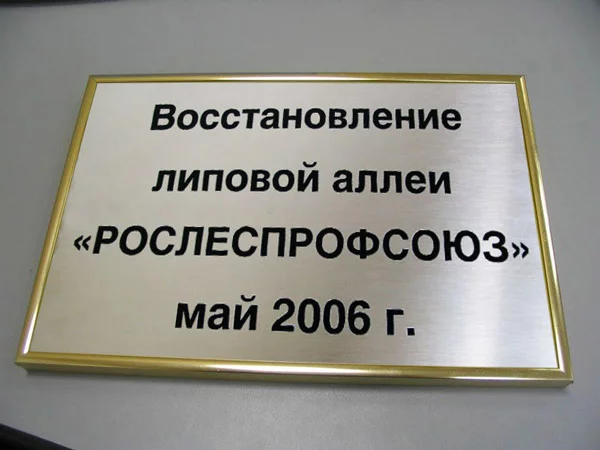 Восстановление
липовой аллеи
«РОСЛЕСПРОФСОЮЗ»
май 2006 г.